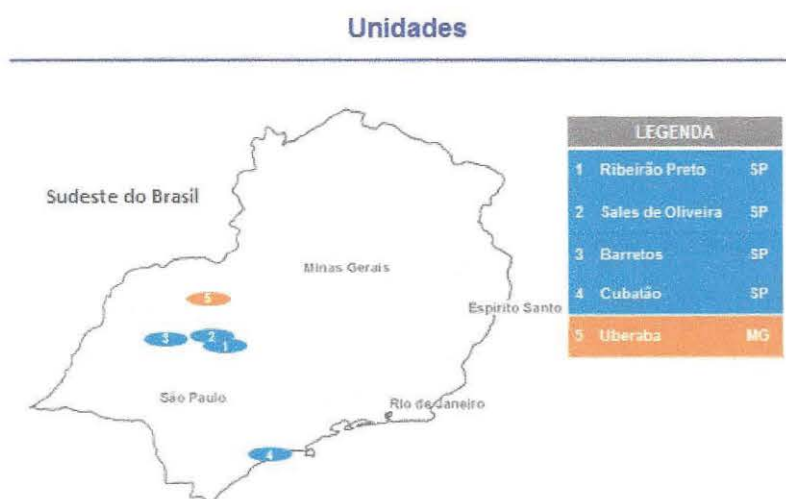 Unidades
LEGENDA
1 Ribeirão Preto SP
2 Sales de Oliveira SP
3 Barretos SP
4 Cubatão SP
5 Uberaba MG
Sudeste do Brasil
Minas Gerais
Espírito Santo
São Paulo
Rio de Janeiro
5
3
2
1
4